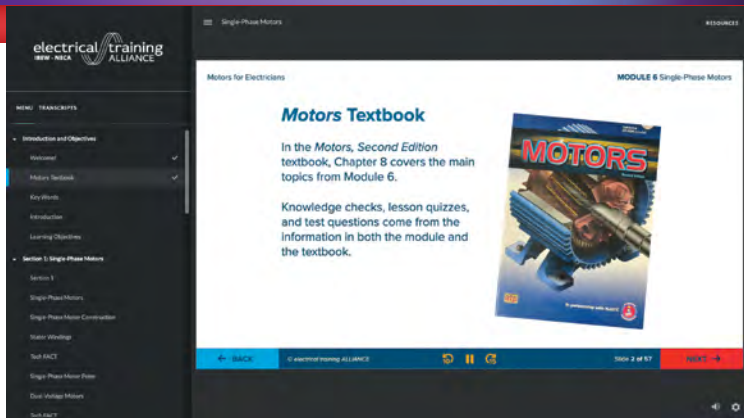 electrical training
IBEW - NECA ALLIANCE
MENU TRANSCRIPTS
Introduction and Objectives
Welcome!
Motors Textbook
Key Words
Introduction
Learning Objectives
Section 1: Single-Phase Motors
Section 1
Single-Phase Motors
Single-Phase Motor Construction
Stator Windings
Tech FACT
Single-Phase Motor Rotor
Dual-Voltage Motors
Tech FACT
Single-Phase Motors
RESOURCES
Motors for Electricians
MODULE 6 Single-Phase Motors
Motors Textbook
In the Motors, Second Edition
textbook, Chapter 8 covers the main
topics from Module 6.
Knowledge checks, lesson quizzes,
and test questions come from the
information in both the module and
the textbook.
MOTORS
In partnership with
← BACK
© electrical training ALLIANCE
Slide 2 of 57
NEXT →